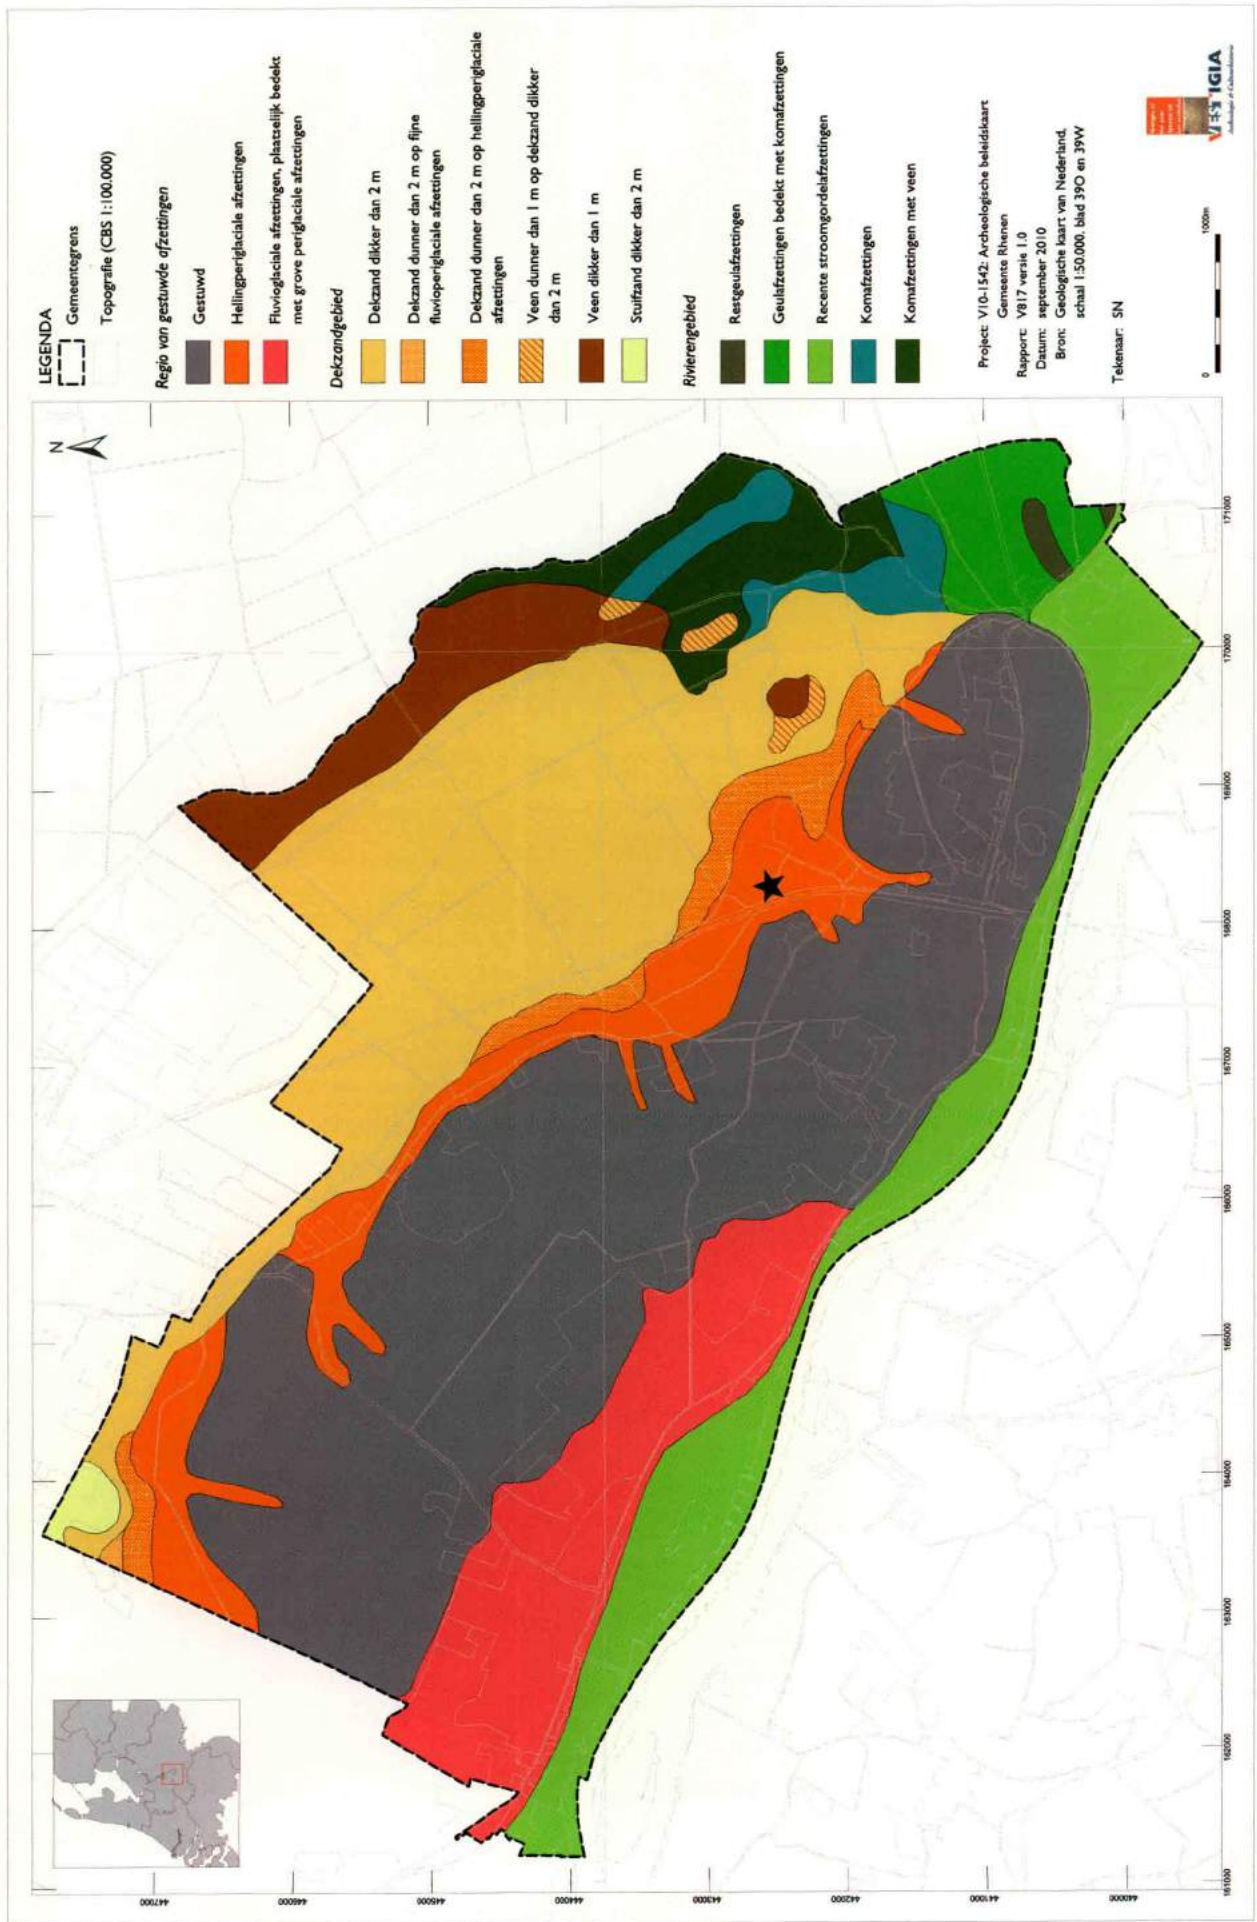 LEGENDA
Gemeentegrens
Topografie (CBS 1:100.000)
Regio van gestuwde afzettingen
Gestuwd
Hellingperiglaciale afzettingen
Fluvioglaciale afzettingen, plaatselijk bedekt
met grove periglaciale afzettingen
Dekzandgebied
Dekzand dikker dan 2 m
Dekzand dunner dan 2 m op fijne
fluvioperiglaciale afzettingen
Dekzand dunner dan 2 m op hellingperiglaciale
afzettingen
Veen dunner dan 1 m op dekzand dikker
dan 2 m
Veen dikker dan 1 m
Stuifzand dikker dan 2 m
Rivierengebied
Restgeulafzettingen
Geulafzettingen bedekt met komafzettingen
Recente stroomgordelafzettingen
Komafzettingen
Komafzettingen met veen
Project: V10-1542: Archeologische beleidskaart
Gemeente Rhenen
Rapport: V817 versie 1.0
Datum: september 2010
Bron: Geologische kaart van Nederland,
schaal 1:50.000, blad 39O en 39W
Tekenaar: SN
0 1000m
VESTIGIA
Archeologie & Cultuurhistorie
N
447000
446000
445000
444000
443000
442000
441000
440000
161000
162000
163000
164000
165000
166000
167000
168000
169000
170000
171000